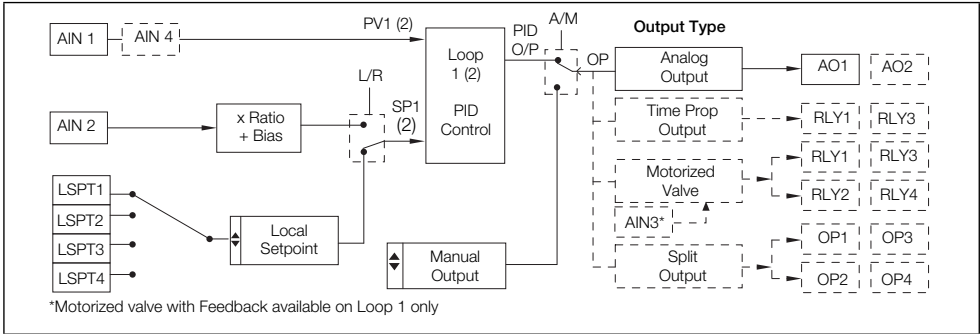 AIN 1
AIN 4
PV1 (2)
AIN 2
x Ratio
+ Bias
L/R
SP1
(2)
Loop
1 (2)
PID
Control
PID
O/P
A/M
OP
Output Type
Analog
Output
AO1
AO2
Time Prop
Output
RLY1
RLY3
Motorized
Valve
RLY1
RLY3
RLY2
RLY4
AIN3*
Split
Output
OP1
OP3
OP2
OP4
LSPT1
LSPT2
LSPT3
LSPT4
Local
Setpoint
Manual
Output
*Motorized valve with Feedback available on Loop 1 only